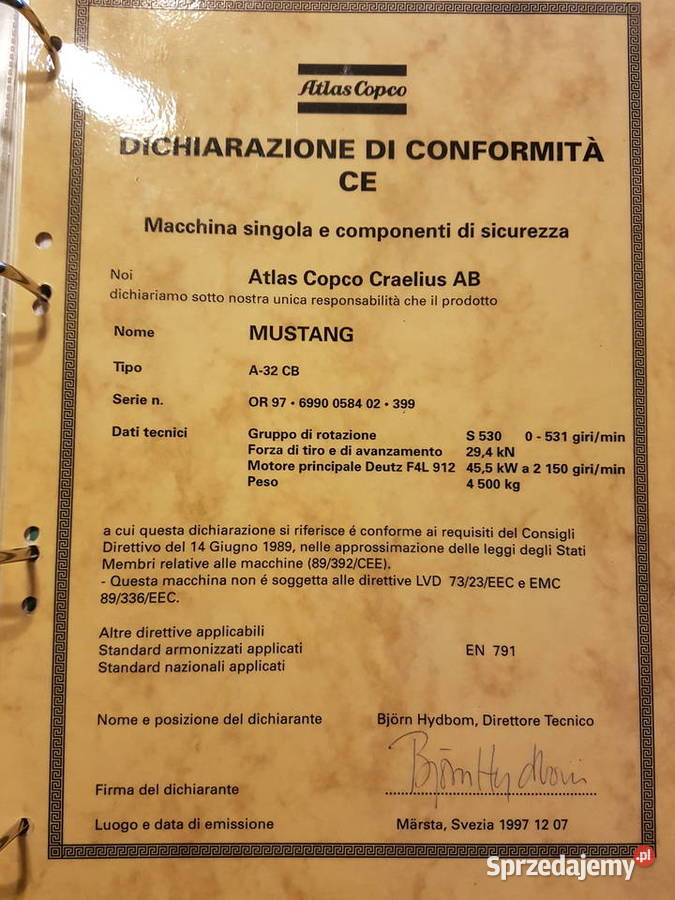 Atlas Copco
DICHIARAZIONE DI CONFORMITÀ
CE
Macchina singola e componenti di sicurezza
Noi Atlas Copco Craelius AB
dichiariamo sotto nostra unica responsabilità che il prodotto
Nome MUSTANG
Tipo A-32 CB
Serie n. OR 97 • 6990 0584 02 • 399
Dati tecnici Gruppo di rotazione S 530 0 - 531 giri/min
Forza di tiro e di avanzamento 29,4 kN
Motore principale Deutz F4L 912 45,5 kW a 2 150 giri/min
Peso 4 500 kg
a cui questa dichiarazione si riferisce é conforme ai requisiti del Consigli
Direttivo del 14 Giugno 1989, nelle approssimazione delle leggi degli Stati
Membri relative alle macchine (89/392/CEE).
- Questa macchina non é soggetta alle direttive LVD 73/23/EEC e EMC
89/336/EEC.
Altre direttive applicabili
Standard armonizzati applicati EN 791
Standard nazionali applicati
Nome e posizione del dichiarante Björn Hydbom, Direttore Tecnico
Björn Hydbom
Firma del dichiarante
Luogo e data di emissione Märsta, Svezia 1997 12 07
Sprzedajemy.pl